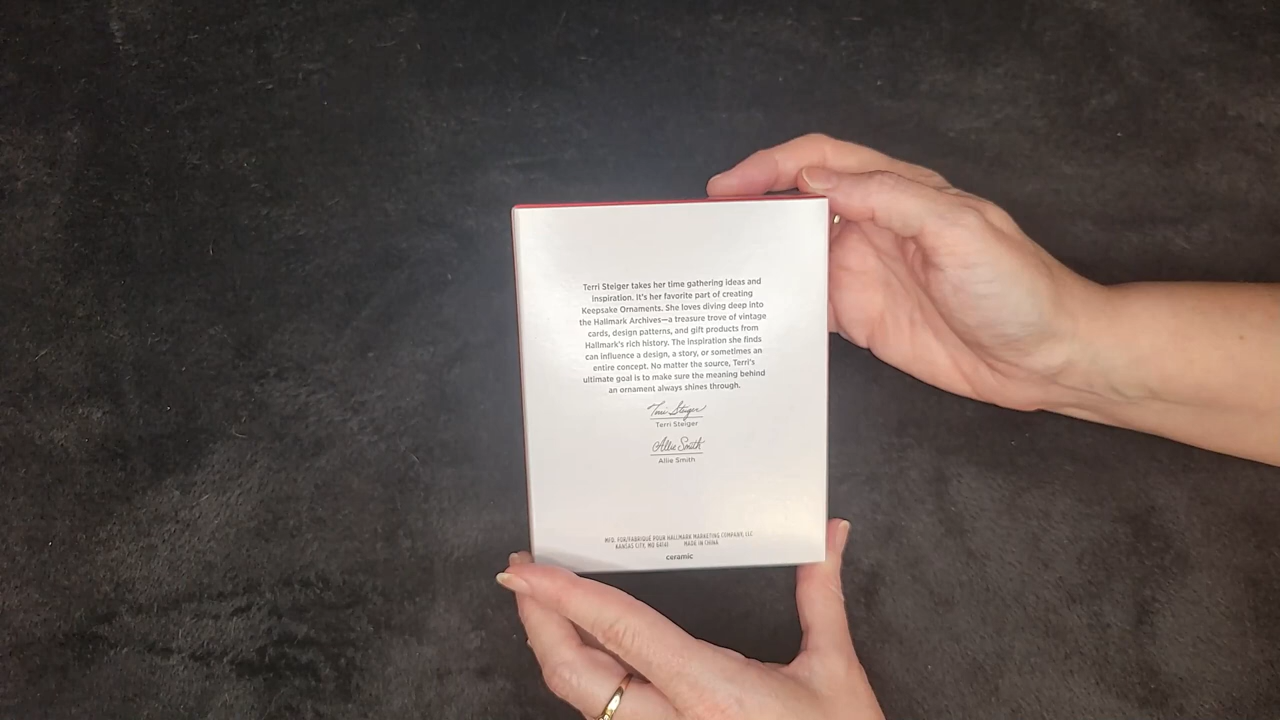 Terri Steiger takes her time gathering ideas and
inspiration. It's her favorite part of creating
Keepsake Ornaments. She loves diving deep into
the Hallmark Archives—a treasure trove of vintage
cards, design patterns, and gift products from
Hallmark's rich history. The inspiration she finds
can influence a design, a story, or sometimes an
entire concept. No matter the source, Terri's
ultimate goal is to make sure the meaning behind
an ornament always shines through.
Terri Steiger
Terri Steiger
Allie Smith
Allie Smith
MFD. FOR/FABRIQUÉ POUR HALLMARK MARKETING COMPANY, LLC
KANSAS CITY, MO 64141 MADE IN CHINA
ceramic